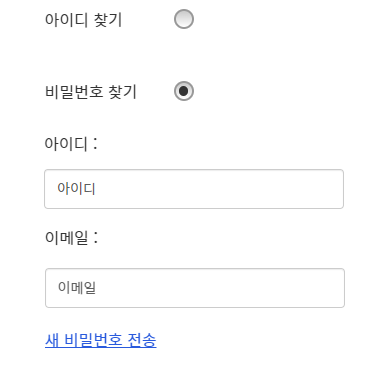 아이디 찾기
비밀번호 찾기
아이디 :
아이디
이메일 :
이메일
새 비밀번호 전송